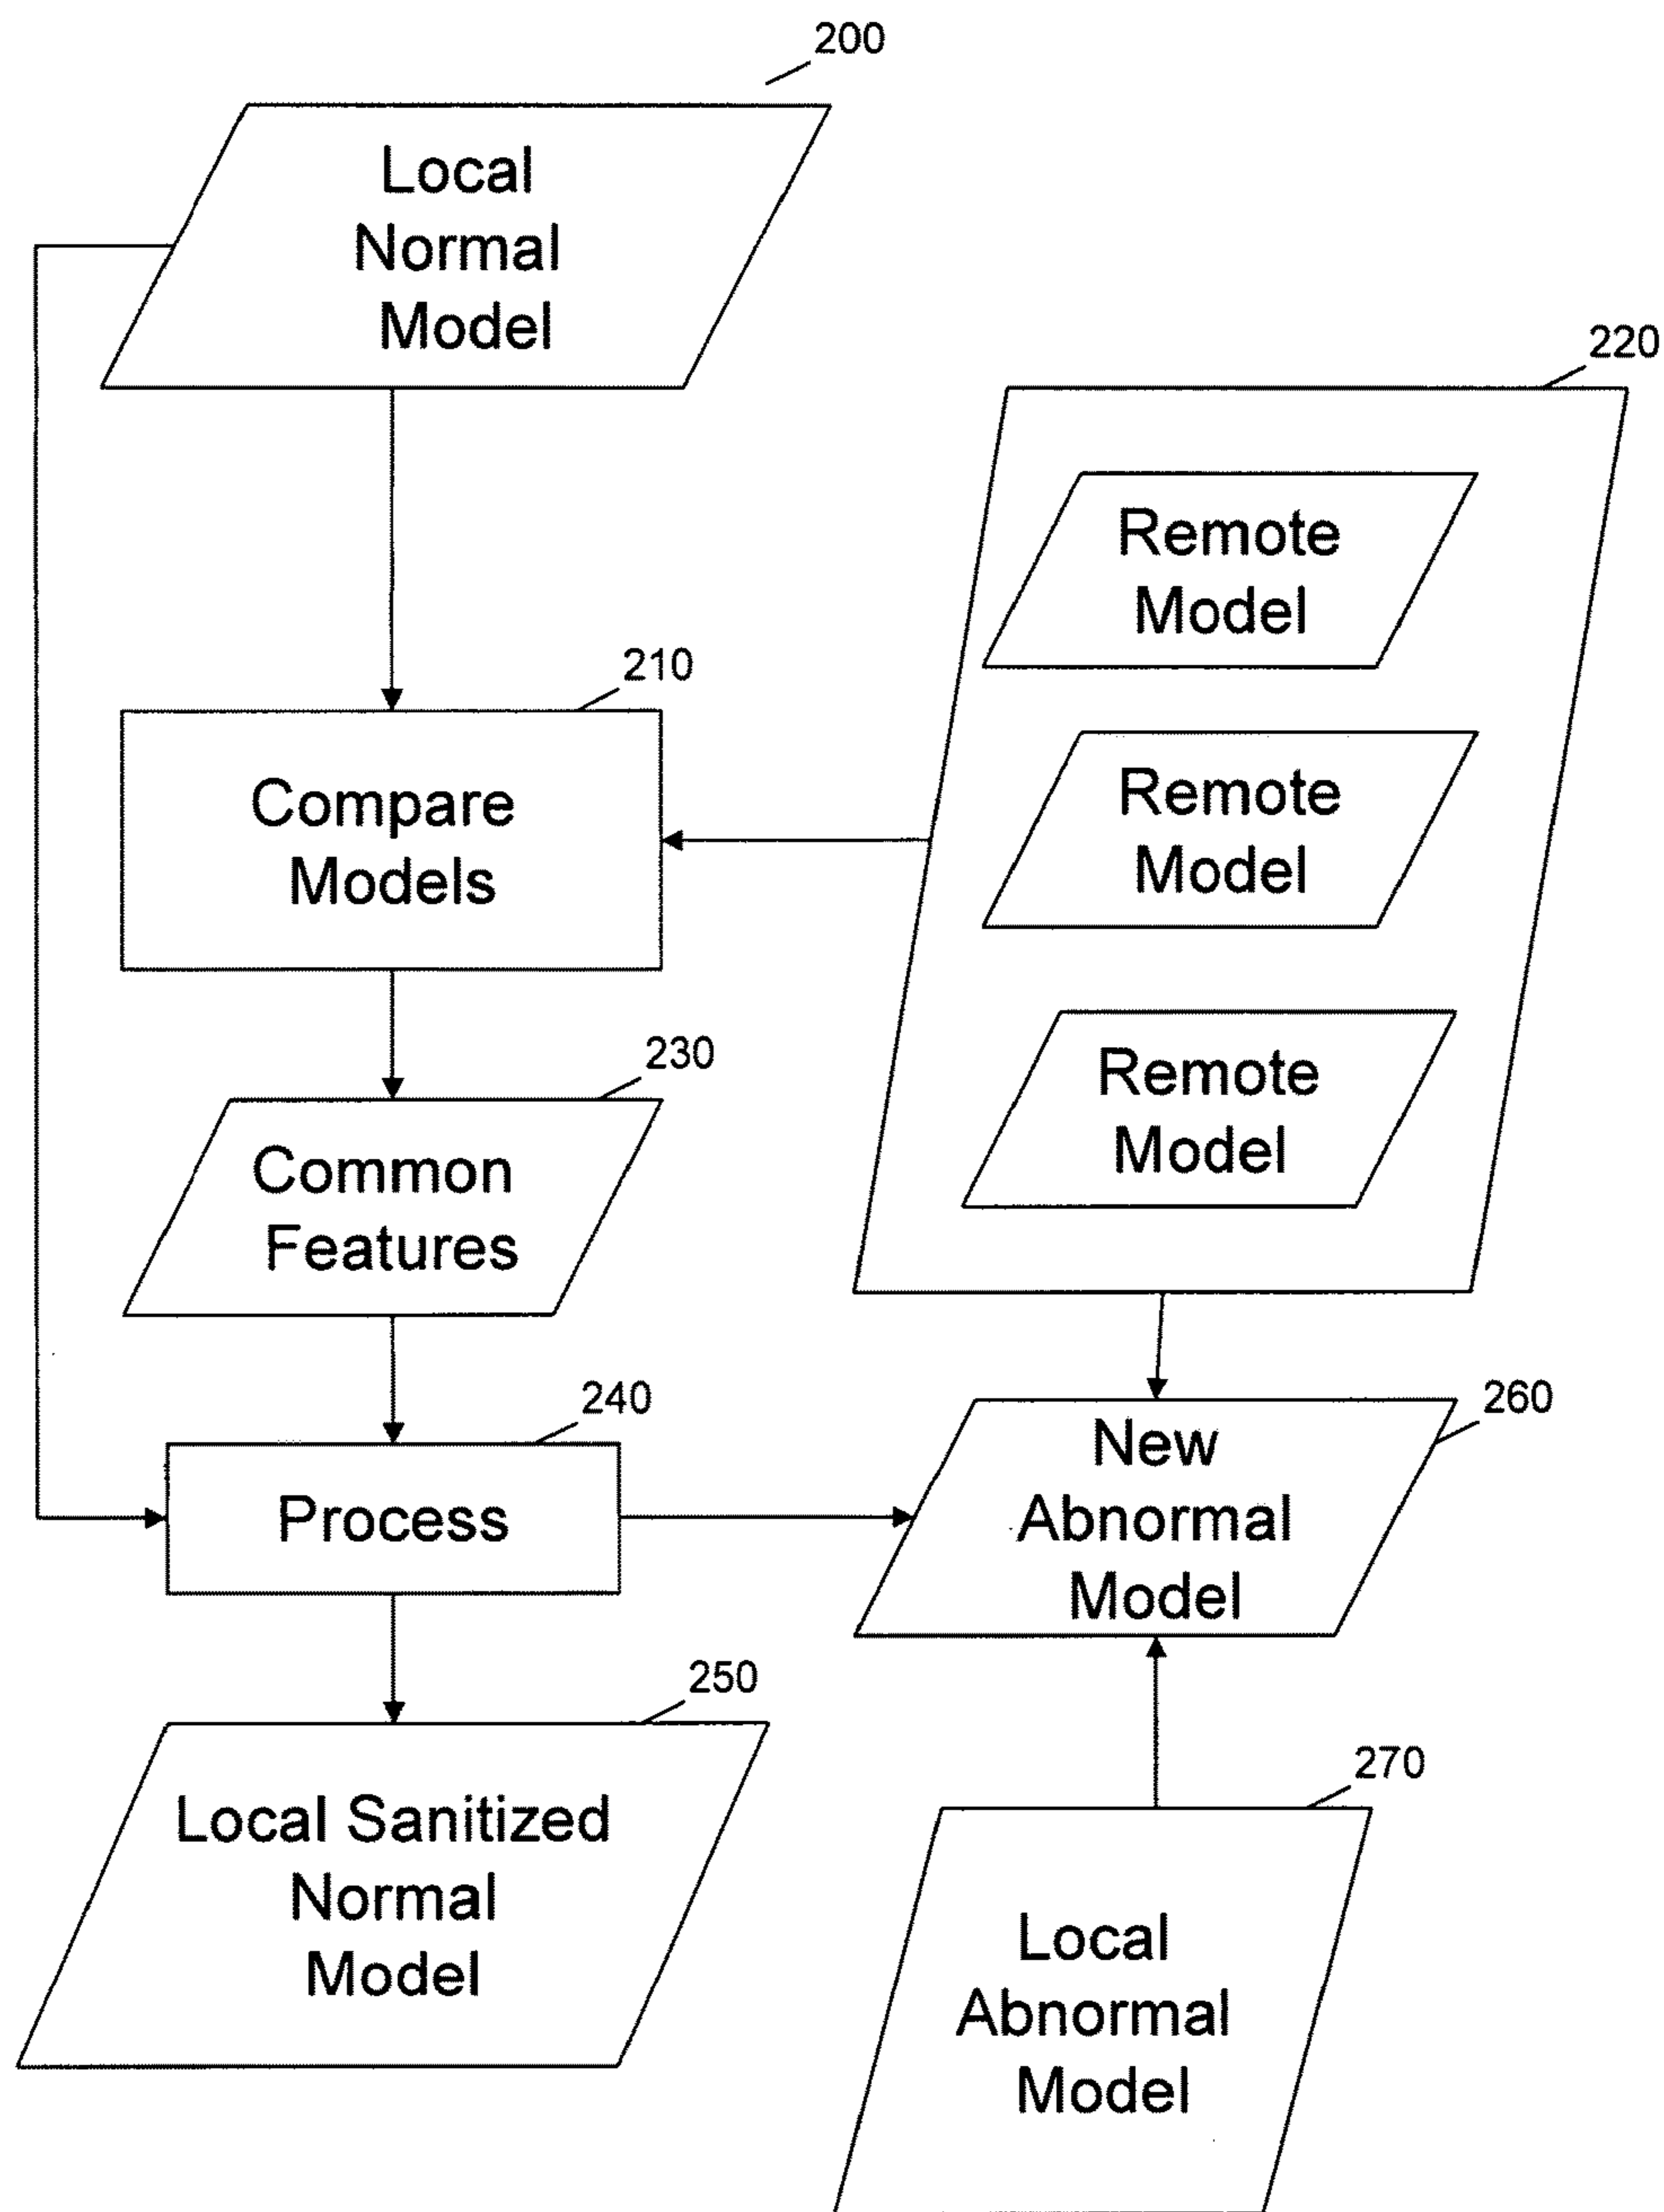 200
Local
Normal
Model
220
Remote
Model
210
Remote
Model
Compare
Models
230
Remote
Model
Common
Features
240
260
New
Abnormal
Model
Process
250
270
Local Sanitized
Normal
Model
Local
Abnormal
Model